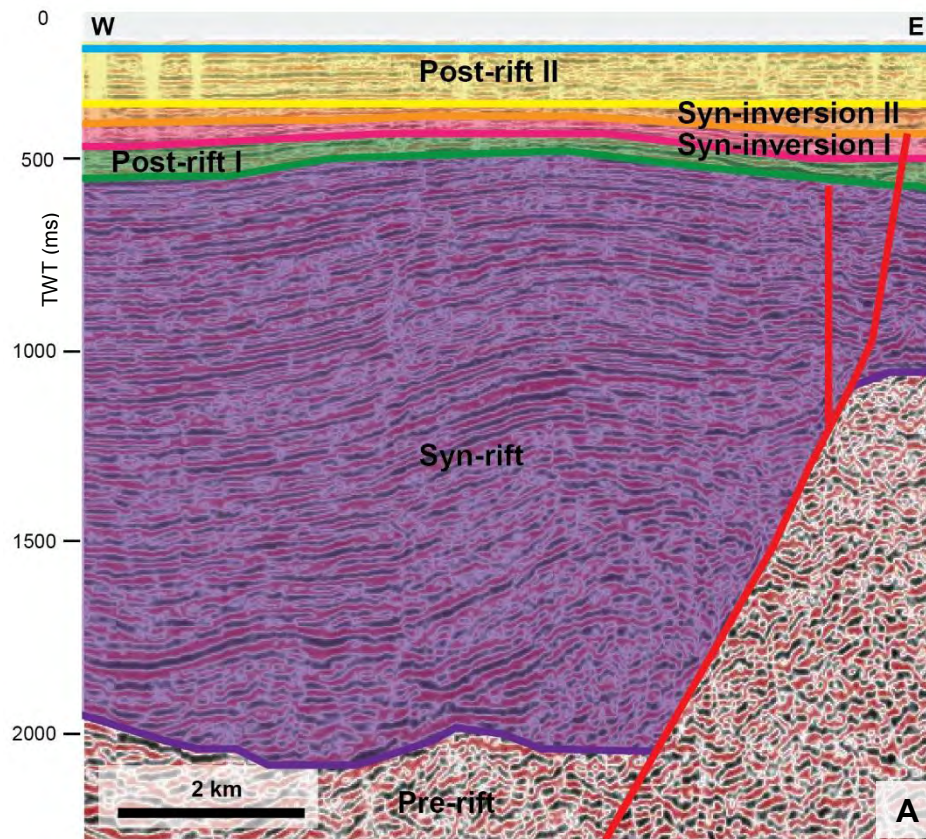 0
W
E
Post-rift II
Syn-inversion II
Syn-inversion I
Post-rift I
500
TWT (ms)
1000
Syn-rift
1500
2000
2 km
Pre-rift
A